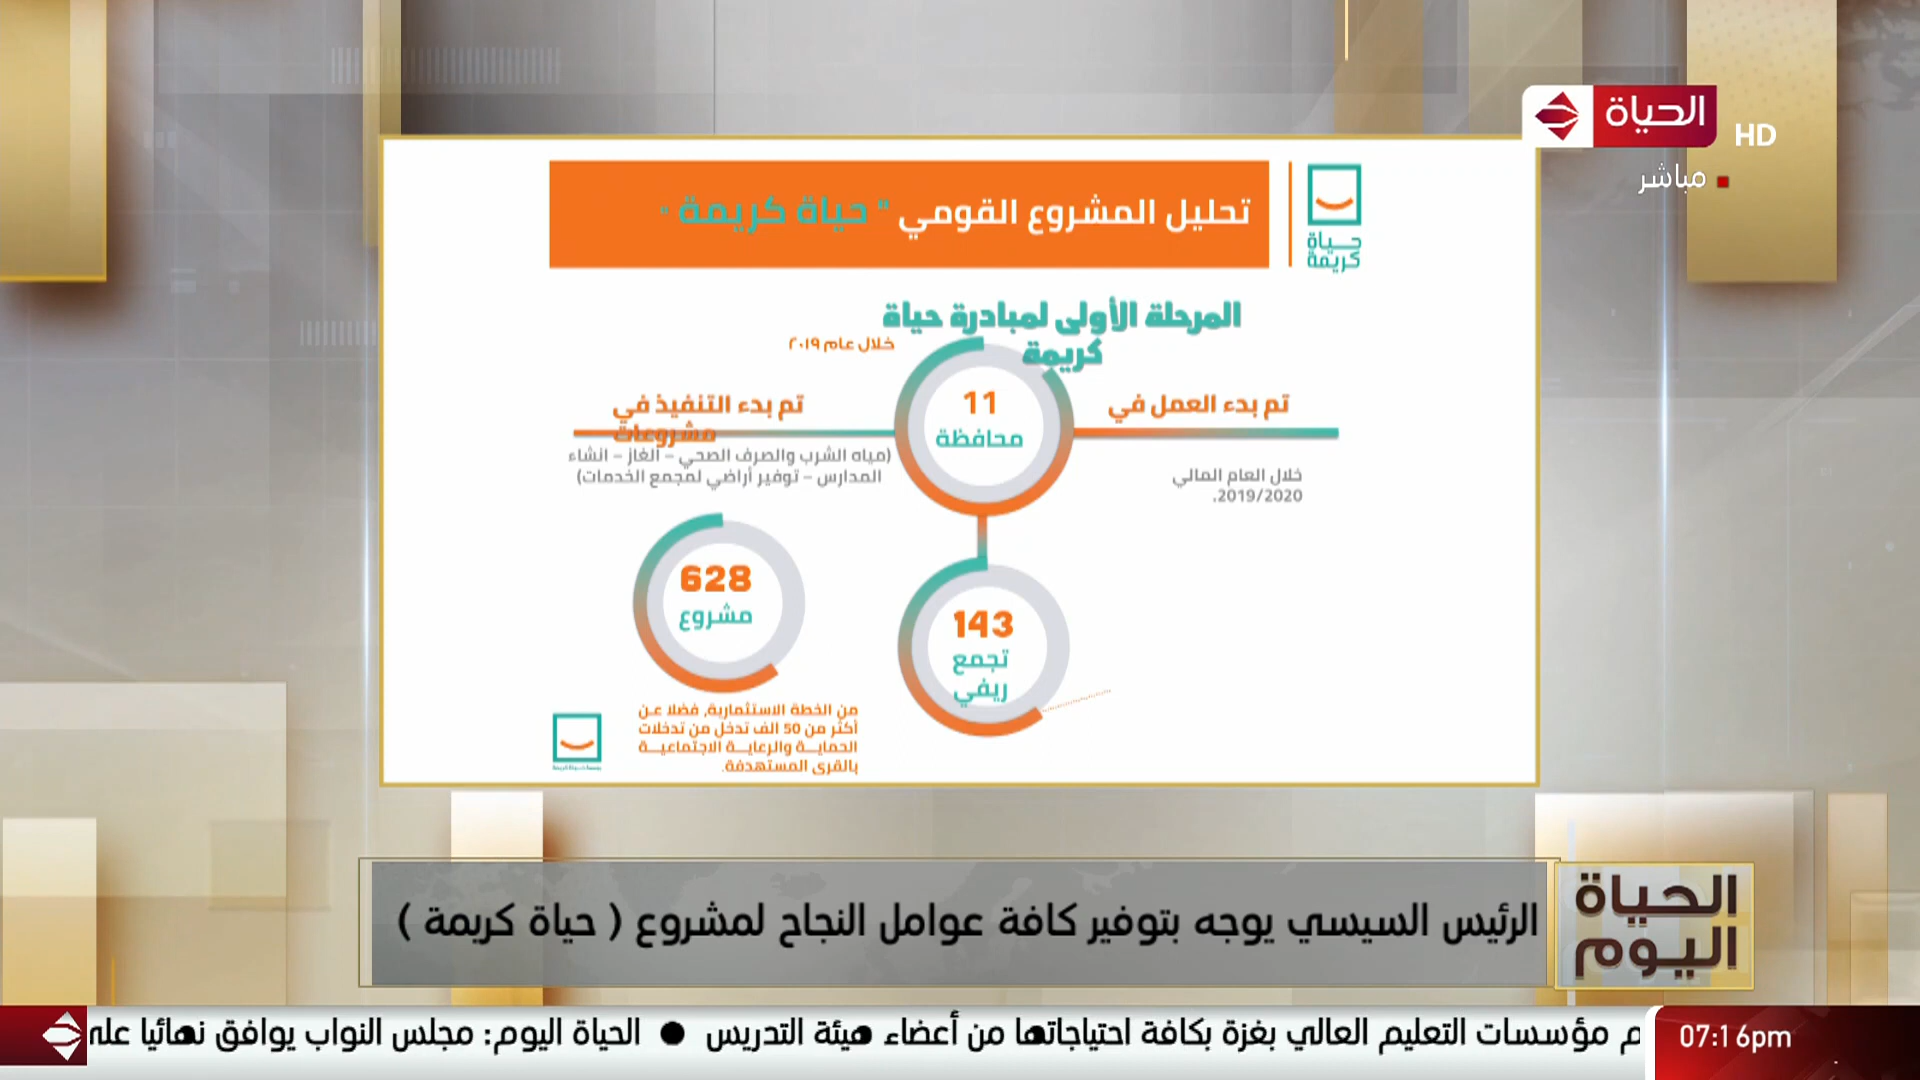 الحياة
HD
مباشر
تحليل المشروع القومي " حياة كريمة "
حياة
كريمة
المرحلة الأولى لمبادرة حياة
كريمة
خلال عام ٢٠١٩
تم بدء العمل في
خلال العام المالي
2019/2020.
11
محافظة
تم بدء التنفيذ في
مشروعات
(مياه الشرب والصرف الصحي – الغاز – انشاء
المدارس – توفير أراضي لمجمع الخدمات)
143
تجمع
ريفي
628
مشروع
من الخطة الاستثمارية, فضلا عن
أكثر من 50 الف تدخل من تدخلات
الحماية والرعاية الاجتماعية
بالقرى المستهدفة.
الرئيس السيسي يوجه بتوفير كافة عوامل النجاح لمشروع ( حياة كريمة )
الحياة
اليوم
م مؤسسات التعليم العالي بغزة بكافة احتياجاتها من أعضاء هيئة التدريس ● الحياة اليوم: مجلس النواب يوافق نهائيا على
07:16pm